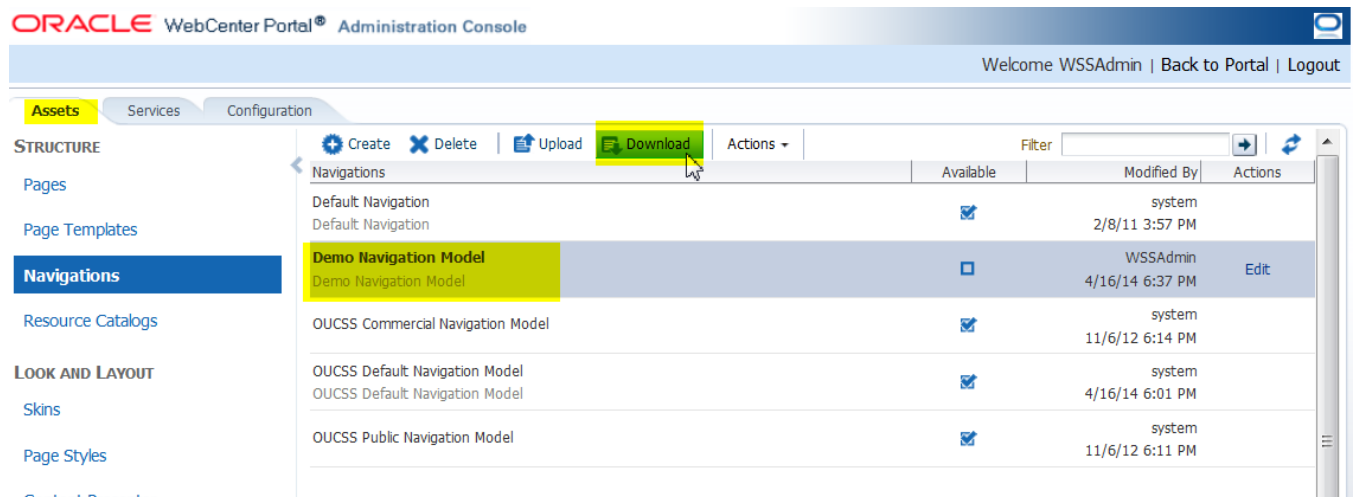 ORACLE WebCenter Portal® Administration Console
Welcome WSSAdmin | Back to Portal | Logout
Assets Services Configuration
STRUCTURE
Pages
Page Templates
Navigations
Resource Catalogs
LOOK AND LAYOUT
Skins
Page Styles
Create Delete Upload Download Actions Filter
Navigations Available Modified By Actions
Default Navigation system
Default Navigation 2/8/11 3:57 PM
Demo Navigation Model WSSAdmin Edit
Demo Navigation Model 4/16/14 6:37 PM
OUCSS Commercial Navigation Model system
11/6/12 6:14 PM
OUCSS Default Navigation Model system
OUCSS Default Navigation Model 4/16/14 6:01 PM
OUCSS Public Navigation Model system
11/6/12 6:11 PM